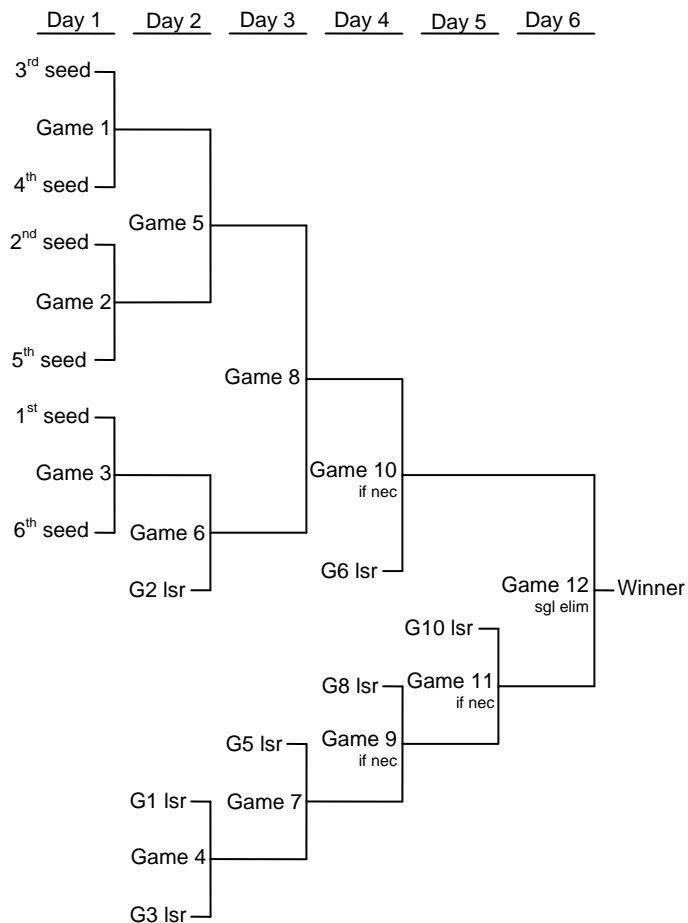 Day 1 Day 2 Day 3 Day 4 Day 5 Day 6
3rd seed
Game 1
4th seed
Game 5
2nd seed
Game 2
5th seed
Game 8
1st seed
Game 3
Game 10
if nec
6th seed
Game 6
G6 lsr
G2 lsr
Game 12
sgl elim
Winner
G10 lsr
G8 lsr
Game 11
if nec
G5 lsr
Game 9
if nec
G1 lsr
Game 7
Game 4
G3 lsr